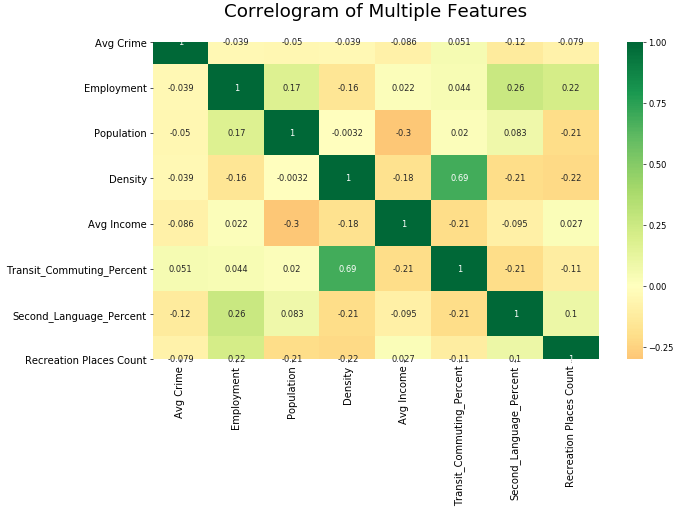 Correlogram of Multiple Features
Avg Crime 1 -0.039 -0.05 -0.039 -0.086 0.051 -0.12 -0.079 1.00
Employment -0.039 1 0.17 -0.16 0.022 0.044 0.26 0.22 0.75
Population -0.05 0.17 1 -0.0032 -0.3 0.02 0.083 -0.21
Density -0.039 -0.16 -0.0032 1 -0.18 0.69 -0.21 -0.22 0.50
Avg Income -0.086 0.022 -0.3 -0.18 1 -0.21 -0.095 0.027 0.25
Transit_Commuting_Percent 0.051 0.044 0.02 0.69 -0.21 1 -0.21 -0.11 0.00
Second_Language_Percent -0.12 0.26 0.083 -0.21 -0.095 -0.21 1 0.1
Recreation Places Count -0.079 0.22 -0.21 -0.22 0.027 -0.11 0.1 1 −0.25
Avg Crime
Employment
Population
Density
Avg Income
Transit_Commuting_Percent
Second_Language_Percent
Recreation Places Count